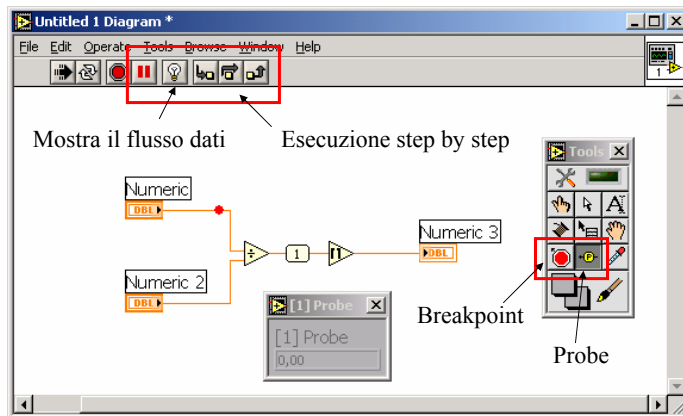 Untitled 1 Diagram *
File Edit Operate Tools Browse Window Help
1
Mostra il flusso dati
Esecuzione step by step
Tools
Numeric
DBL
Numeric 3
DBL
÷
1
Numeric 2
DBL
[1] Probe
[1] Probe
0,00
A
P
Breakpoint
Probe